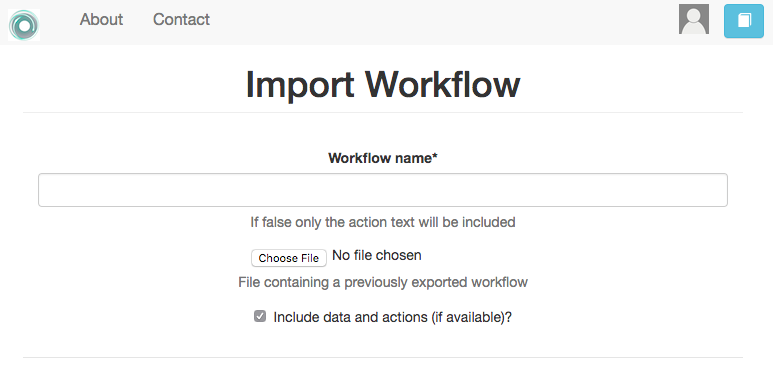 About Contact
Import Workflow
Workflow name*
If false only the action text will be included
Choose File No file chosen
File containing a previously exported workflow
Include data and actions (if available)?